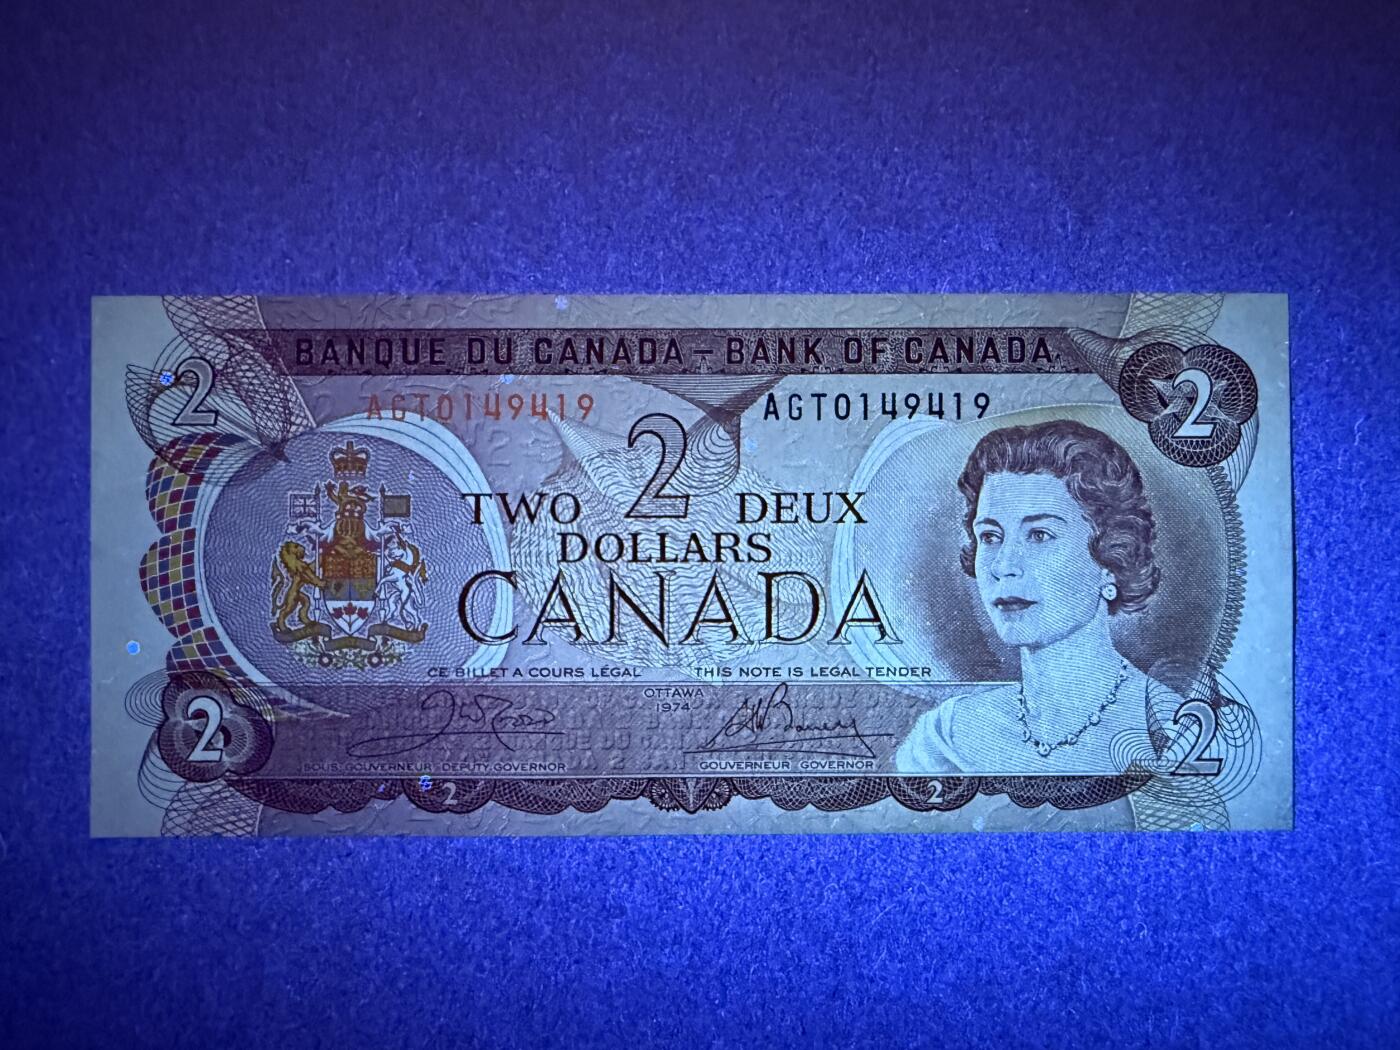 BANQUE DU CANADA – BANK OF CANADA
2 2
AGT0149419 AGT0149419
2
TWO DEUX
DOLLARS
CANADA
CE BILLET A COURS LÉGAL THIS NOTE IS LEGAL TENDER
OTTAWA
1974
2 2
SOUS-GOUVERNEUR DEPUTY GOVERNOR GOUVERNEUR GOVERNOR
2 2